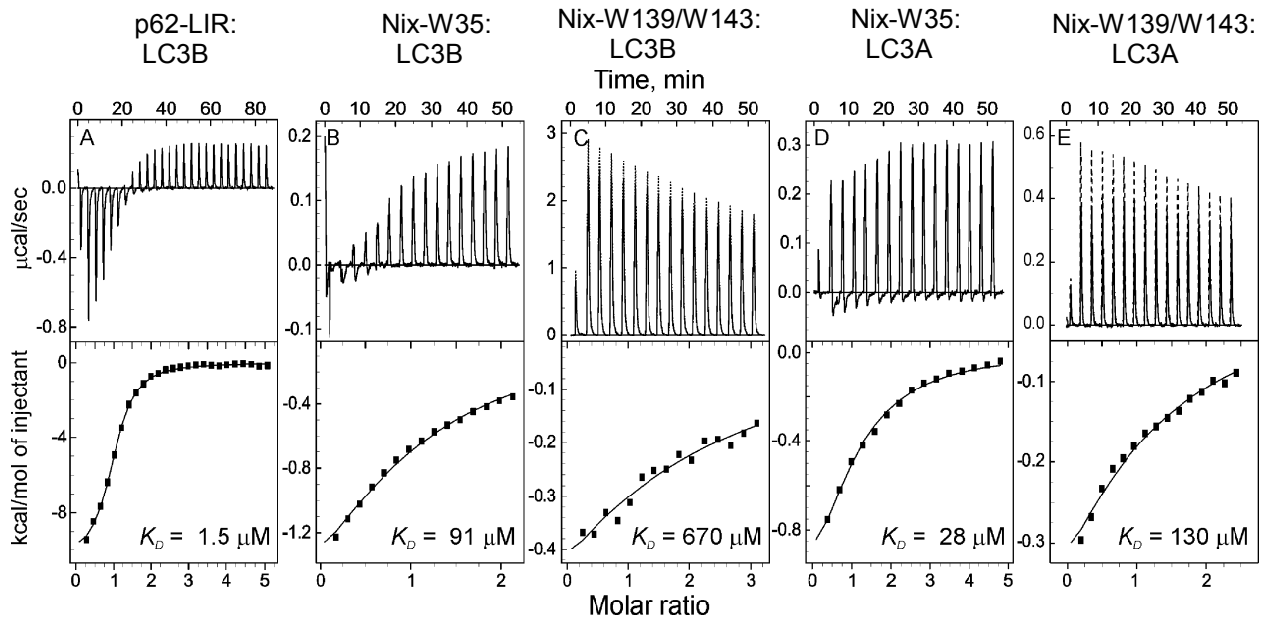 p62-LIR:
LC3B
Nix-W35:
LC3B
Nix-W139/W143:
LC3B
Nix-W35:
LC3A
Nix-W139/W143:
LC3A
Time, min
0 20 40 60 80
0 10 20 30 40 50
0 10 20 30 40 50
0 10 20 30 40 50
0 10 20 30 40 50
A
B
C
D
E
μcal/sec
0.0
-0.4
-0.8
0.2
0.1
0.0
-0.1
3
2
1
0
0.3
0.2
0.1
0.0
0.6
0.4
0.2
0.0
kcal/mol of injectant
0
-4
-8
-0.4
-0.8
-1.2
-0.1
-0.2
-0.3
-0.4
0.0
-0.4
-0.8
-0.1
-0.2
-0.3
K_D = 1.5 μM
K_D = 91 μM
K_D = 670 μM
K_D = 28 μM
K_D = 130 μM
0 1 2 3 4 5
0 1 2
0 1 2 3
0 1 2 3 4 5
0 1 2
Molar ratio